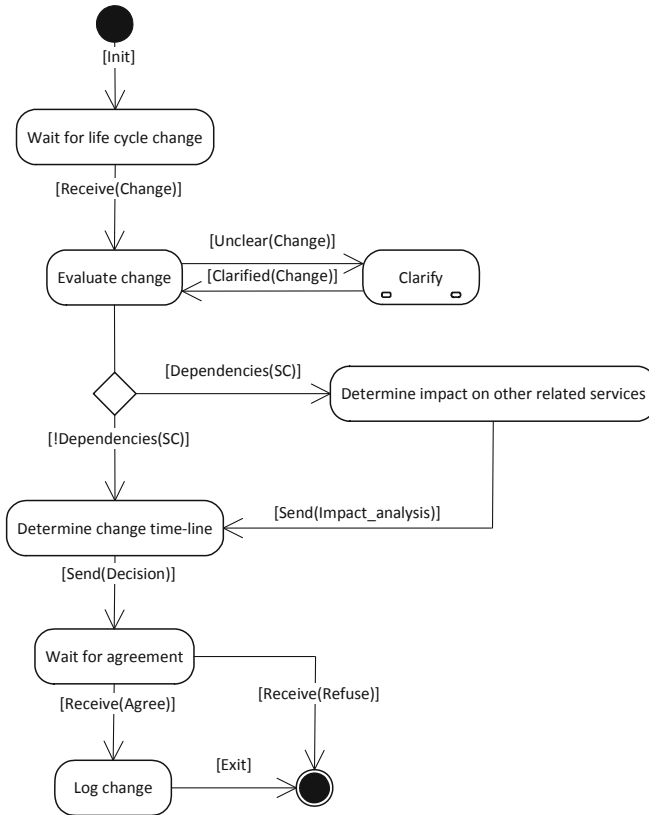 [Init]
Wait for life cycle change
[Receive(Change)]
[Unclear(Change)]
Evaluate change
[Clarified(Change)]
Clarify
[Dependencies(SC)]
Determine impact on other related services
[!Dependencies(SC)]
[Send(Impact_analysis)]
Determine change time-line
[Send(Decision)]
Wait for agreement
[Receive(Agree)]
[Receive(Refuse)]
[Exit]
Log change